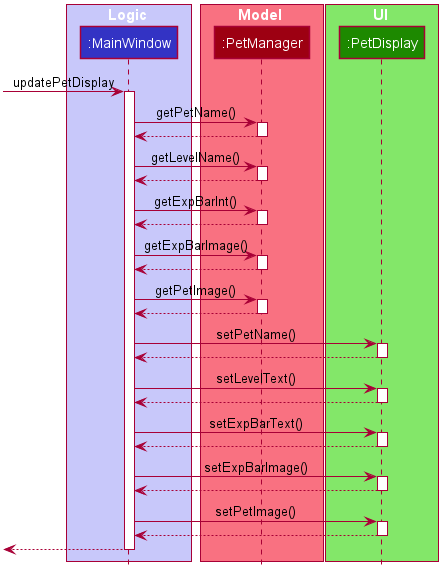 Logic
Model
UI
:MainWindow
:PetManager
:PetDisplay
updatePetDisplay
getPetName()
getLevelName()
getExpBarInt()
getExpBarImage()
getPetImage()
setPetName()
setLevelText()
setExpBarText()
setExpBarImage()
setPetImage()